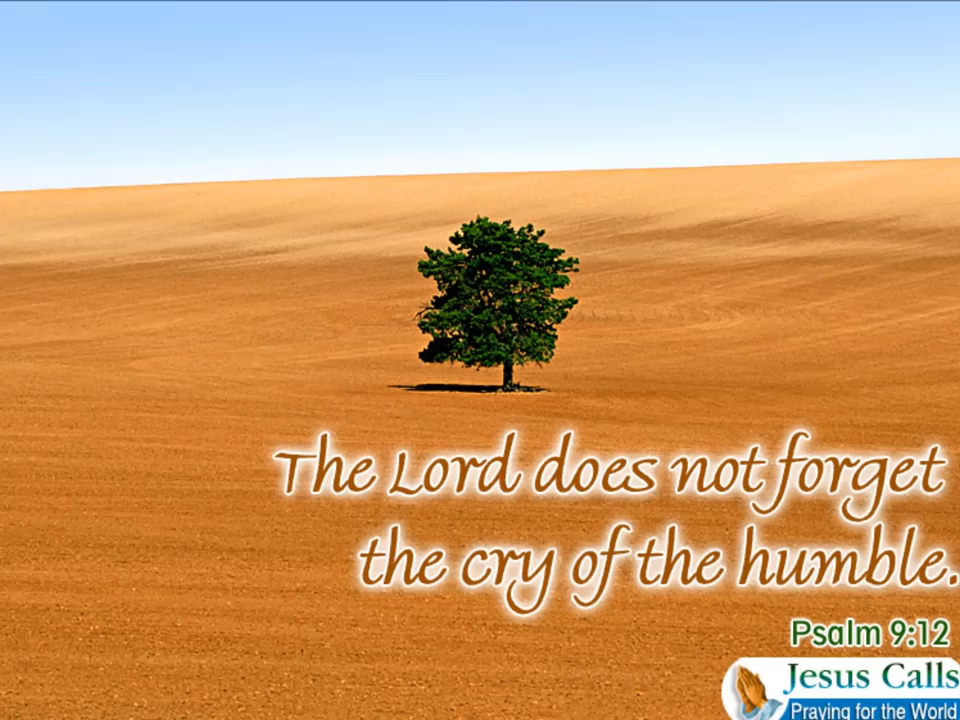 The Lord does not forget
the cry of the humble.
Psalm 9:12
Jesus Calls
Praying for the World